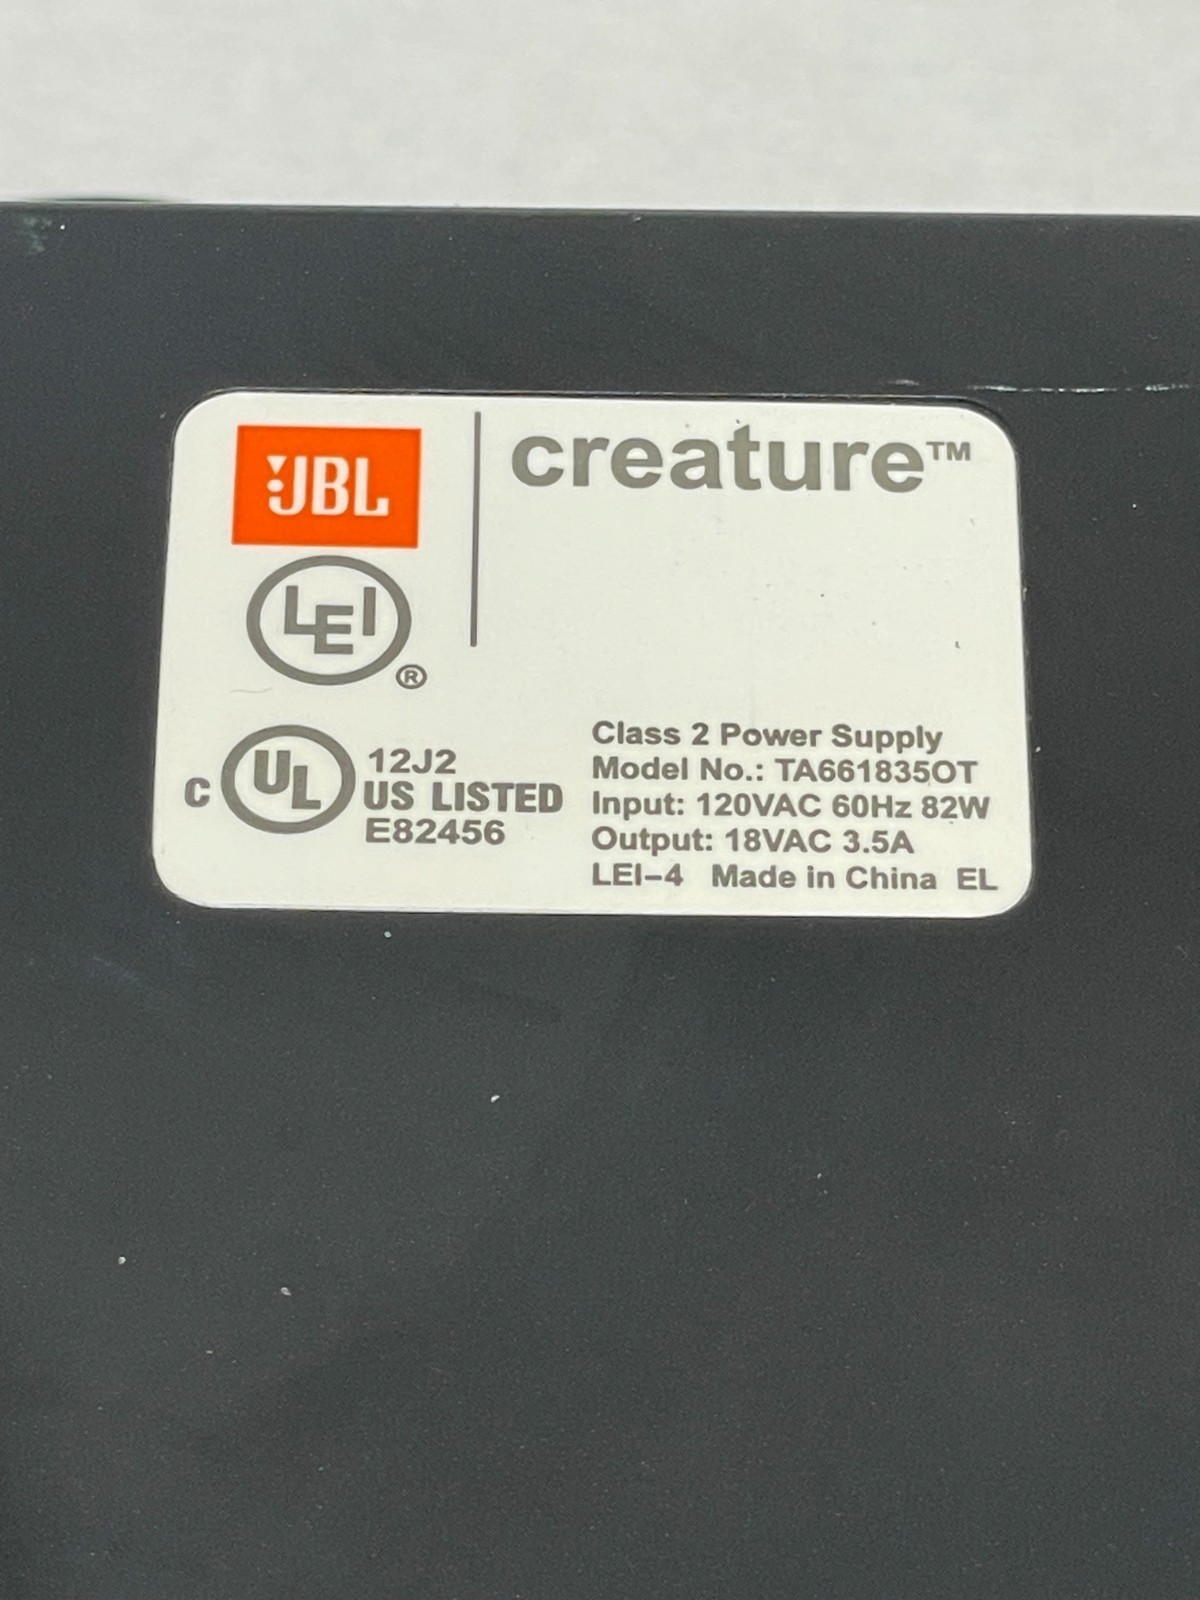 JBL
creature™
LEI
®
C UL 12J2
US LISTED
E82456
Class 2 Power Supply
Model No.: TA661835OT
Input: 120VAC 60Hz 82W
Output: 18VAC 3.5A
LEI-4 Made in China EL